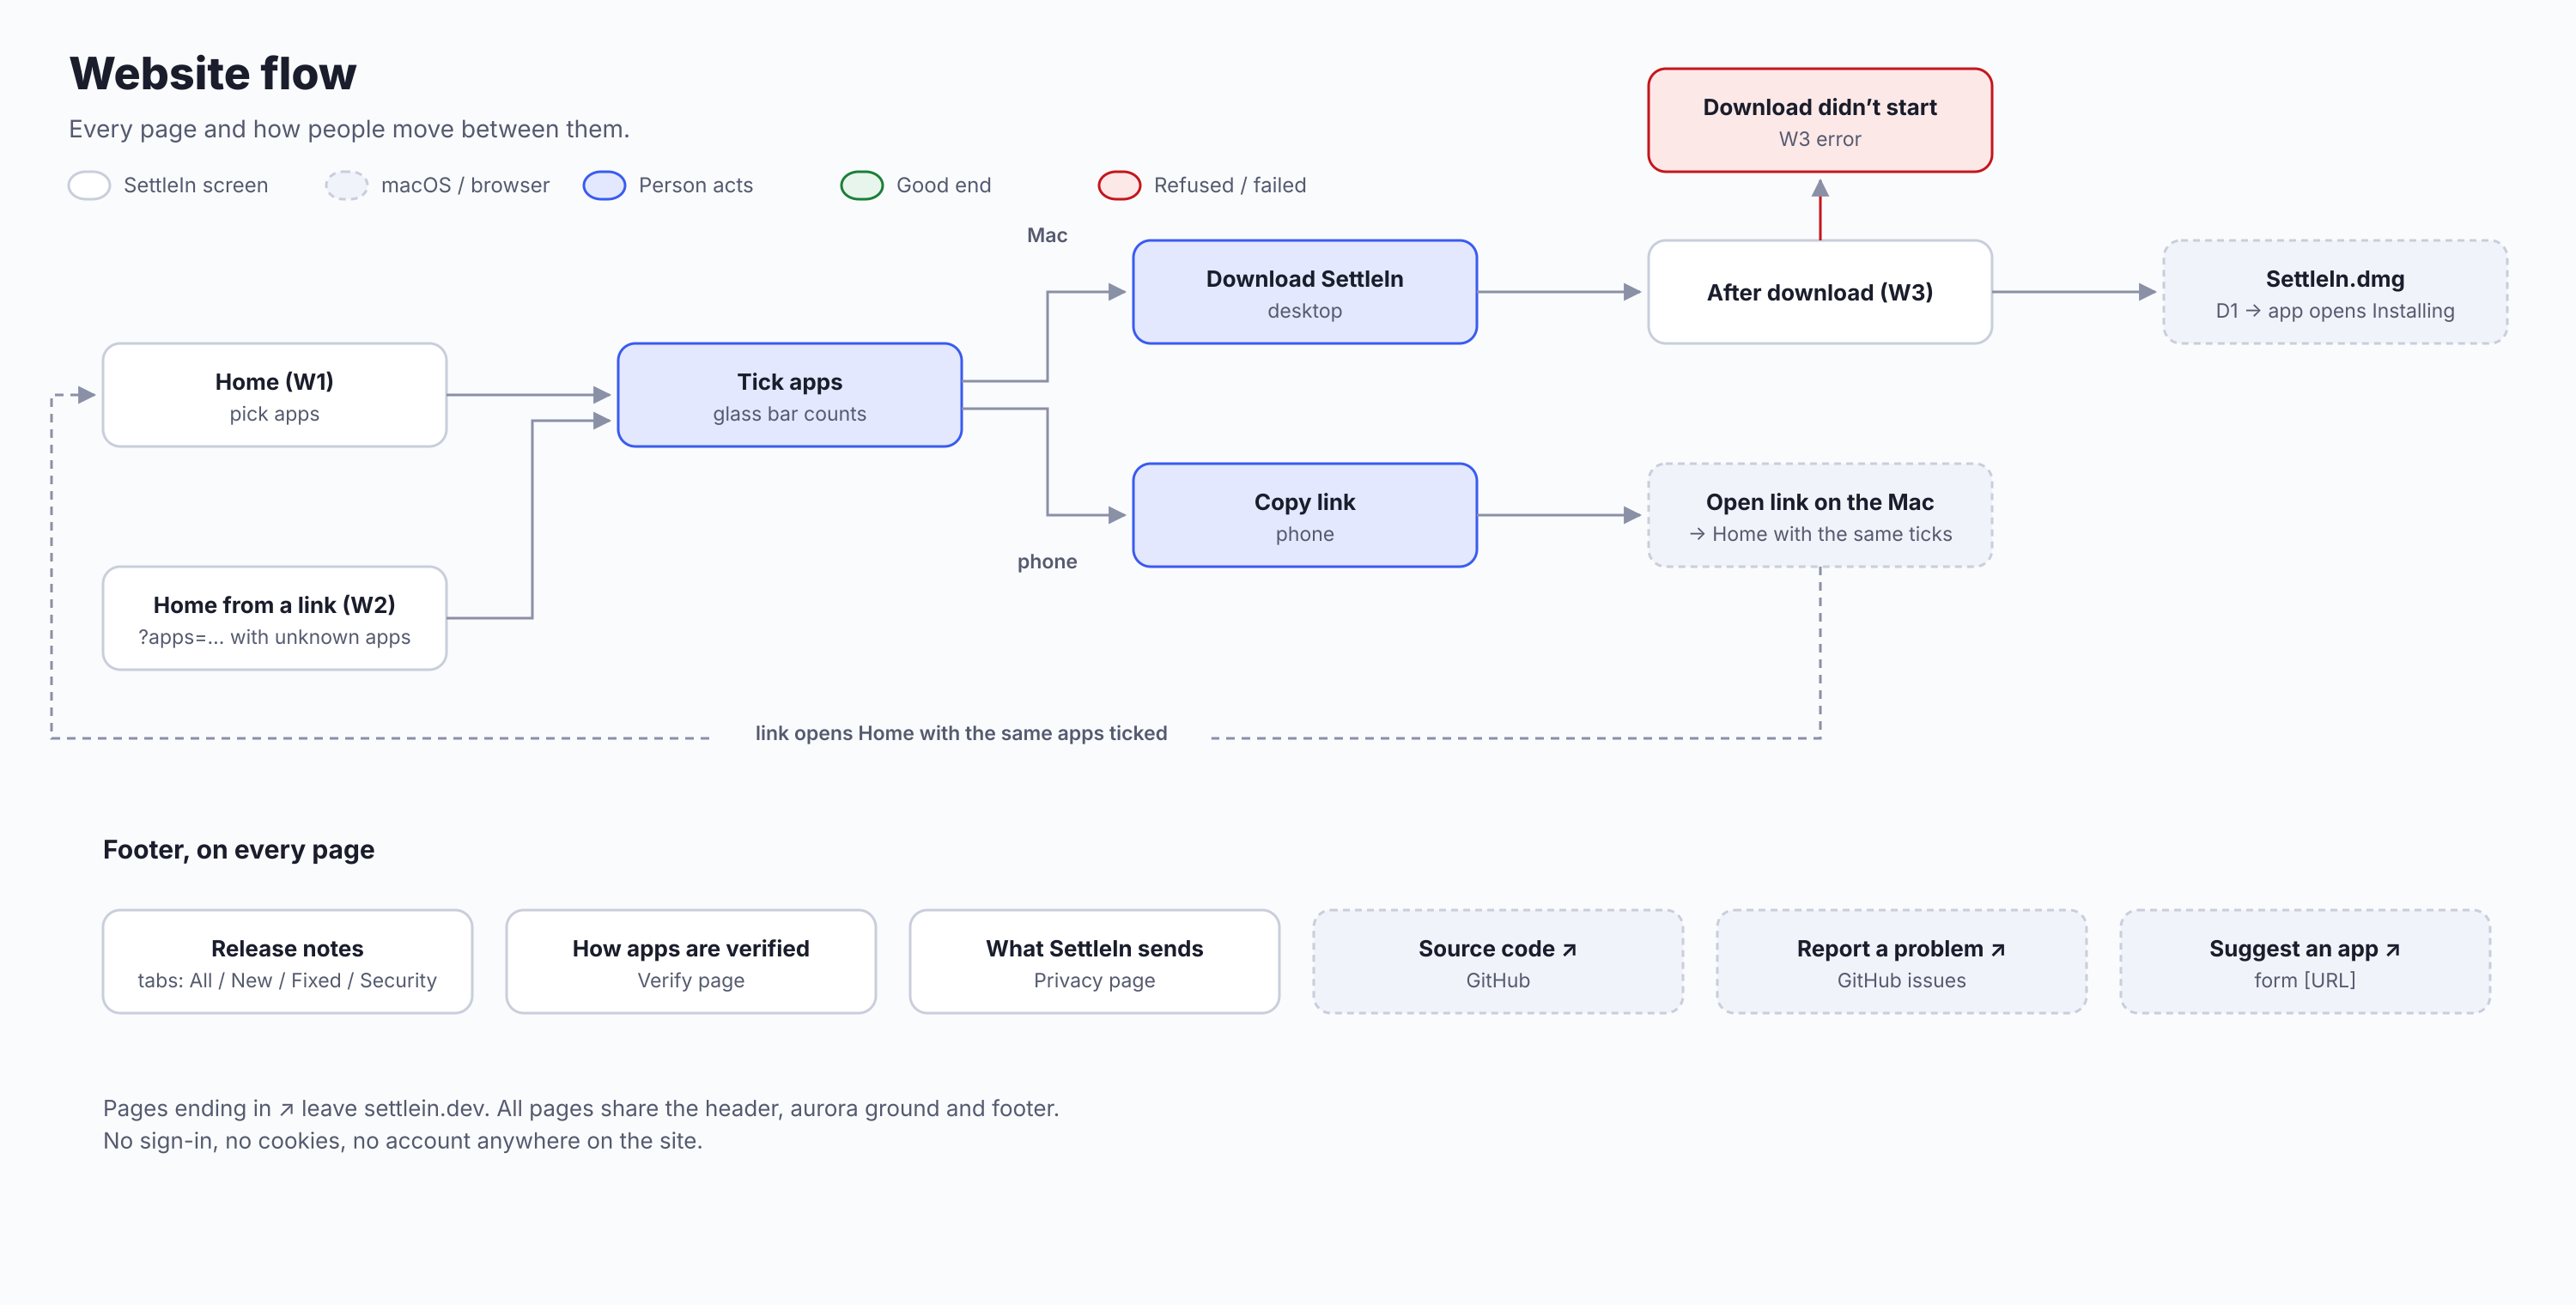 Website flow
Every page and how people move between them.
SettleIn screen
macOS / browser
Person acts
Good end
Refused / failed
Download didn’t start
W3 error
Mac
Download SettleIn
desktop
After download (W3)
SettleIn.dmg
D1 → app opens Installing
Home (W1)
pick apps
Tick apps
glass bar counts
Copy link
phone
Open link on the Mac
→ Home with the same ticks
phone
Home from a link (W2)
?apps=… with unknown apps
link opens Home with the same apps ticked
Footer, on every page
Release notes
tabs: All / New / Fixed / Security
How apps are verified
Verify page
What SettleIn sends
Privacy page
Source code ↗
GitHub
Report a problem ↗
GitHub issues
Suggest an app ↗
form [URL]
Pages ending in ↗ leave settlein.dev. All pages share the header, aurora ground and footer.
No sign-in, no cookies, no account anywhere on the site.